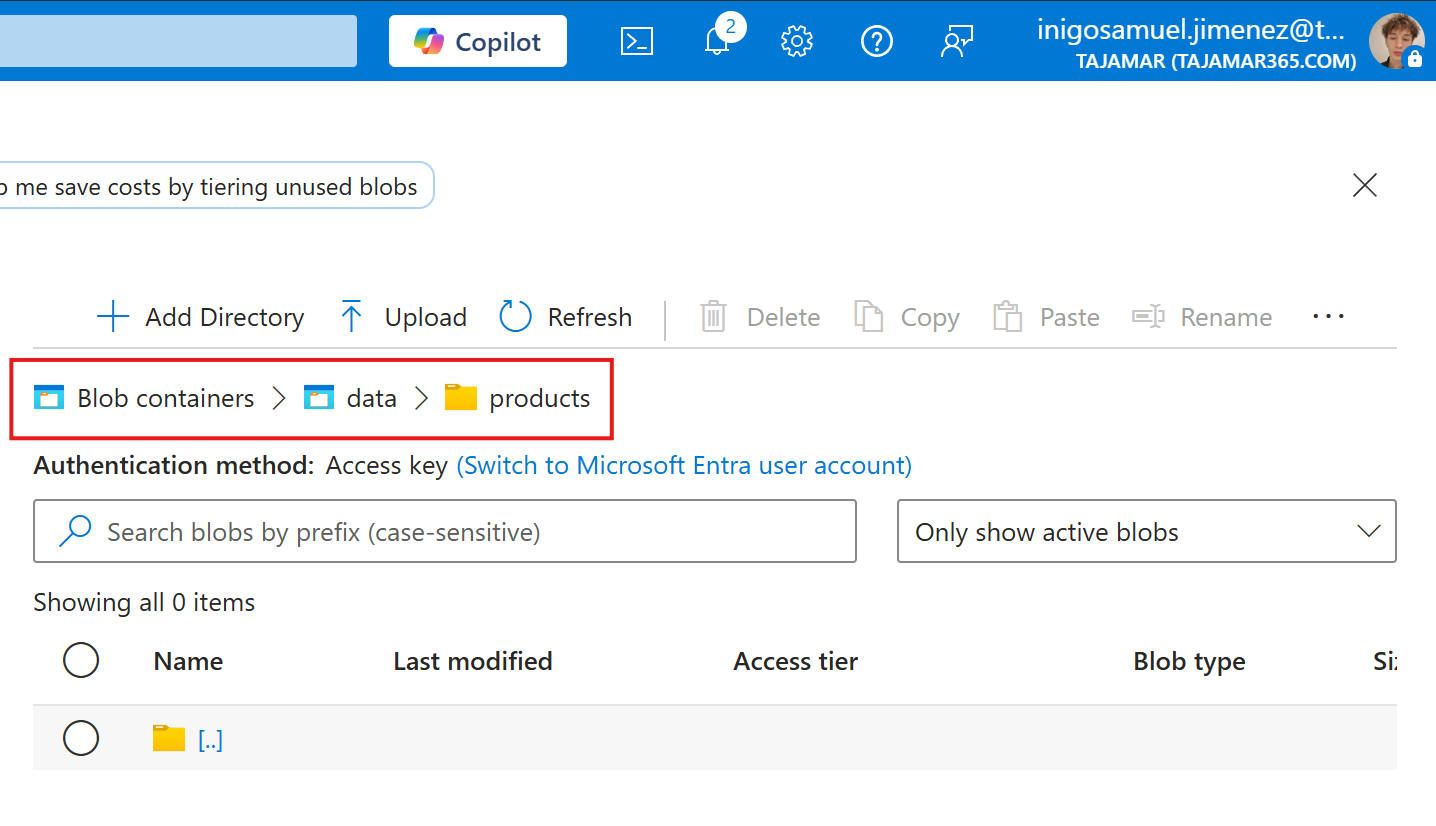 Copilot
2
inigosamuel.jimenez@t...
TAJAMAR (TAJAMAR365.COM)
me save costs by tiering unused blobs
Add Directory Upload Refresh Delete Copy Paste Rename ...
Blob containers > data > products
Authentication method: Access key (Switch to Microsoft Entra user account)
Search blobs by prefix (case-sensitive) Only show active blobs
Showing all 0 items
Name Last modified Access tier Blob type
[..]